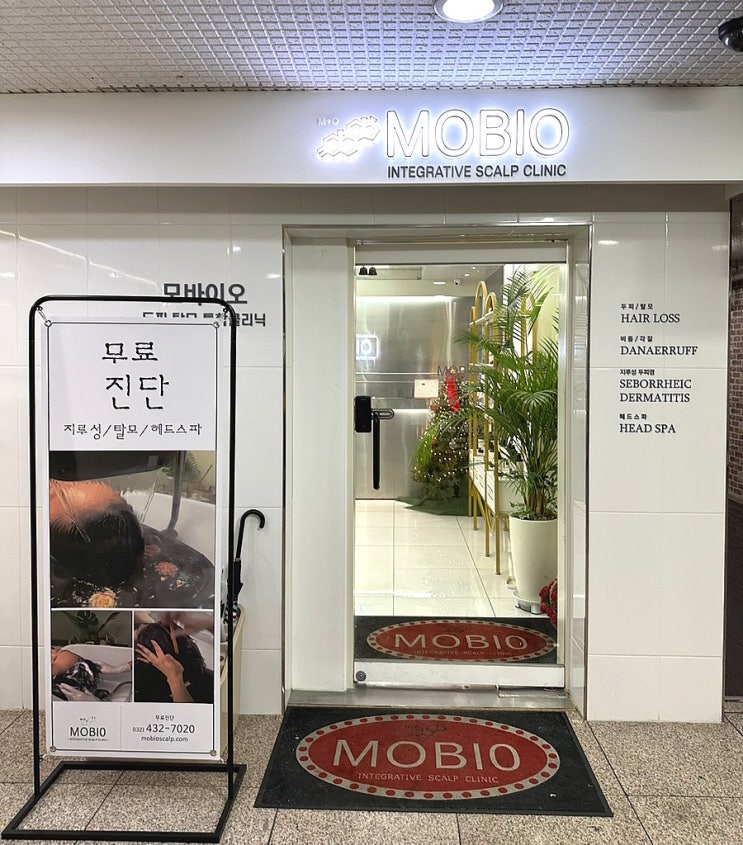 M+O
MOBIO
INTEGRATIVE SCALP CLINIC
모바이오
두피/탈모
HAIR LOSS
비듬/각질
DANAERRUFF
지루성 두피염
SEBORRHEIC
DERMATITIS
헤드스파
HEAD SPA
무료
진단
지루성/탈모/헤드스파
MOBIO
INTEGRATIVE SCALP CLINIC
무료진단
032) 432-7020
mobioscalp.com
MOBIO
INTEGRATIVE SCALP CLINIC
MOBIO
INTEGRATIVE SCALP CLINIC